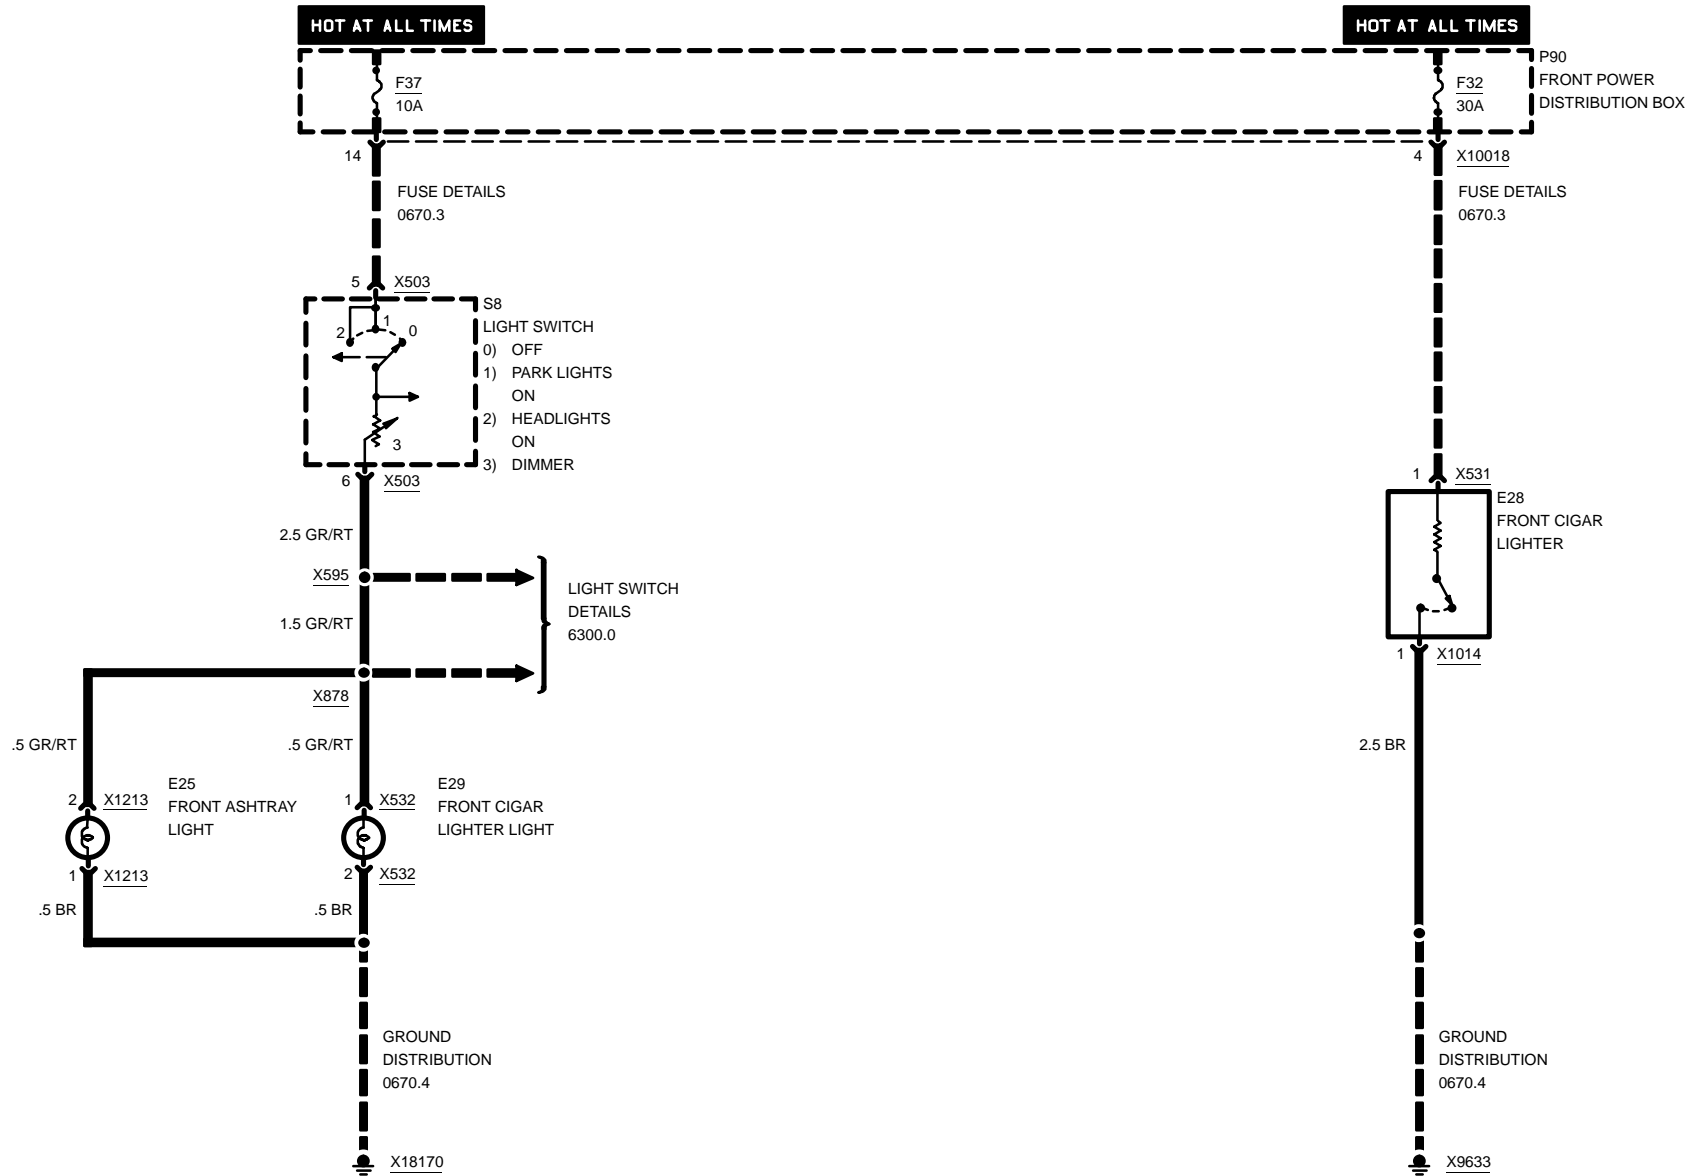 HOT AT ALL TIMES
HOT AT ALL TIMES
F37
10A
F32
30A
P90
FRONT POWER
DISTRIBUTION BOX
14
4
X10018
FUSE DETAILS
0670.3
FUSE DETAILS
0670.3
5
X503
2
1
0
3
S8
LIGHT SWITCH
0) OFF
1) PARK LIGHTS
ON
2) HEADLIGHTS
ON
3) DIMMER
6
X503
1
X531
E28
FRONT CIGAR
LIGHTER
2.5 GR/RT
X595
1.5 GR/RT
LIGHT SWITCH
DETAILS
6300.0
1
X1014
X878
.5 GR/RT
.5 GR/RT
2.5 BR
2
X1213
E25
FRONT ASHTRAY
LIGHT
1
X532
E29
FRONT CIGAR
LIGHTER LIGHT
1
X1213
2
X532
.5 BR
.5 BR
GROUND
DISTRIBUTION
0670.4
GROUND
DISTRIBUTION
0670.4
X18170
X9633